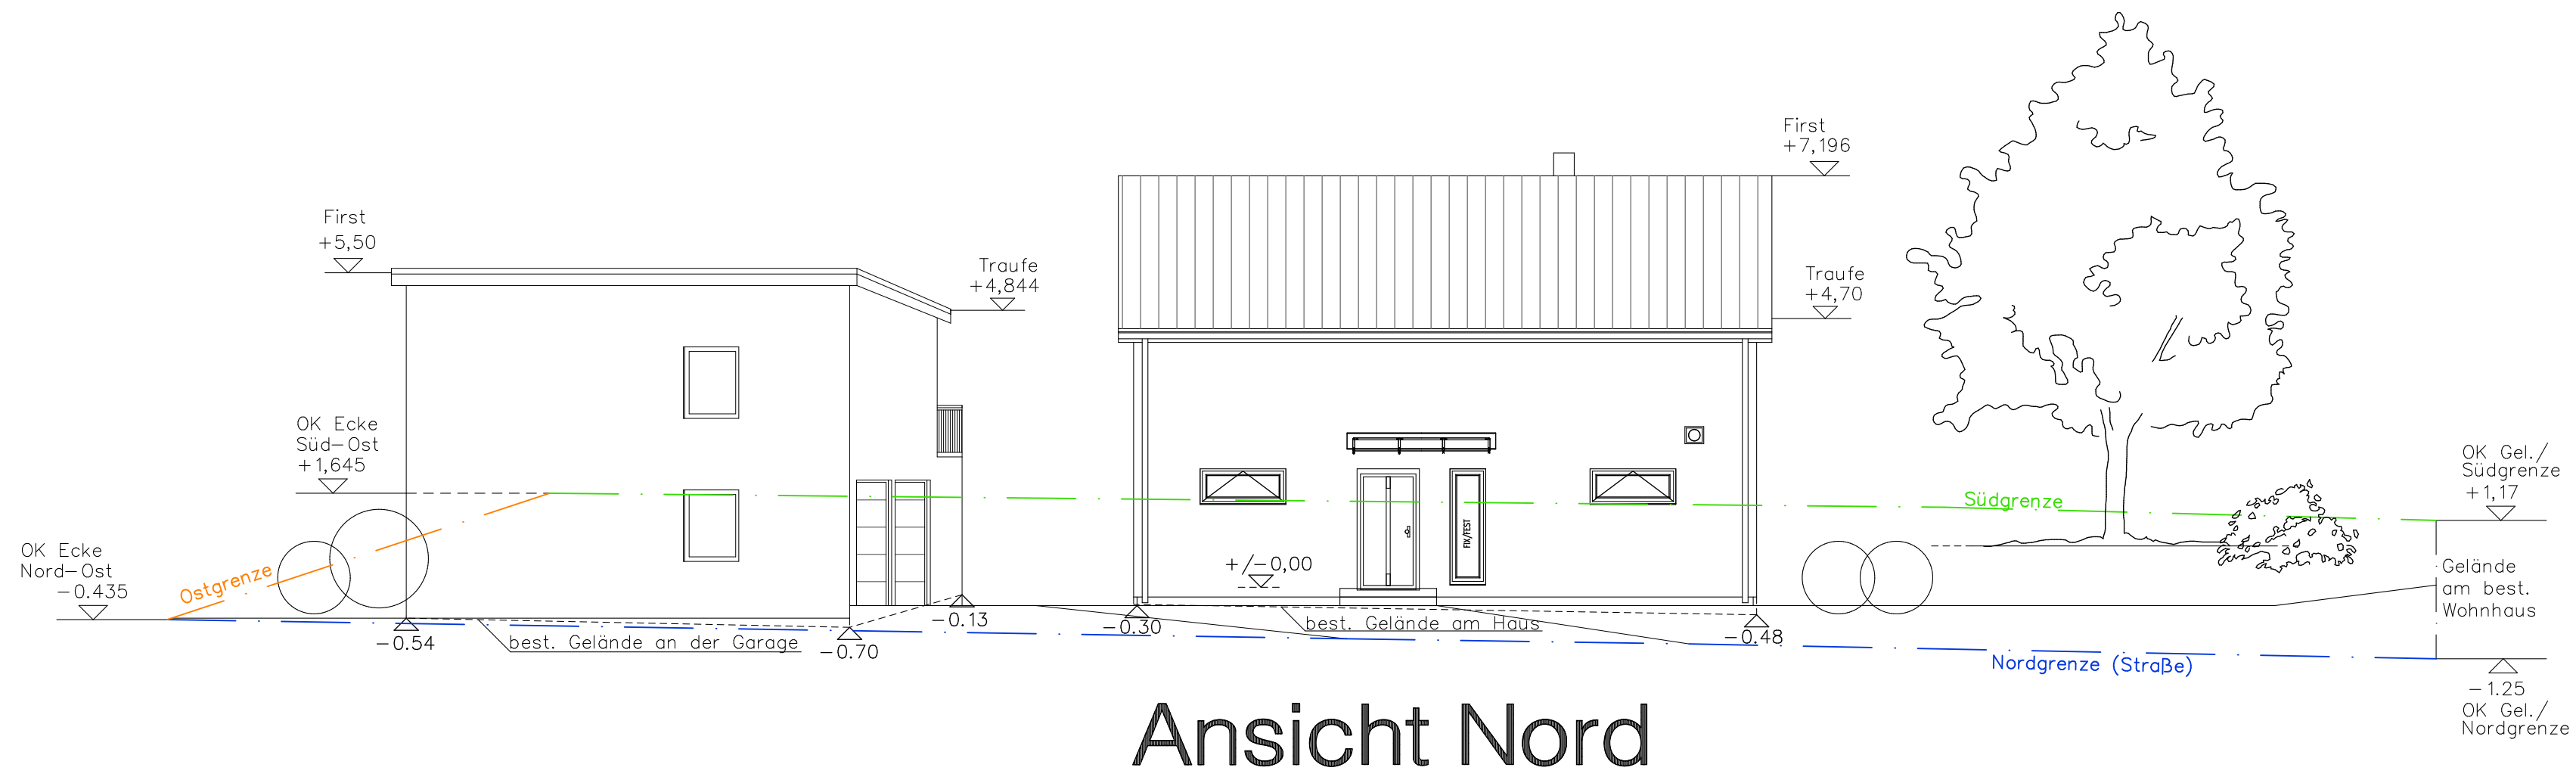 First
+7,196
First
+5,50
Traufe
+4,844
Traufe
+4,70
OK Ecke
Süd-Ost
+1,645
OK Gel./
Südgrenze
+1,17
Südgrenze
FIX/FEST
OK Ecke
Nord-Ost
-0.435
Ostgrenze
+/-0,00
Gelände
am best.
Wohnhaus
-0.54
best. Gelände an der Garage
-0.70
-0.13
-0.30
best. Gelände am Haus
-0.48
Nordgrenze (Straße)
-1.25
OK Gel./
Nordgrenze
Ansicht Nord